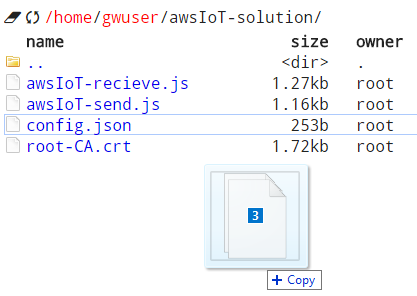 /home/gwuser/awsIoT-solution/
name size owner
.. <dir> .
awsIoT-recieve.js 1.27kb root
awsIoT-send.js 1.16kb root
config.json 253b root
root-CA.crt 1.72kb root
3
+ Copy